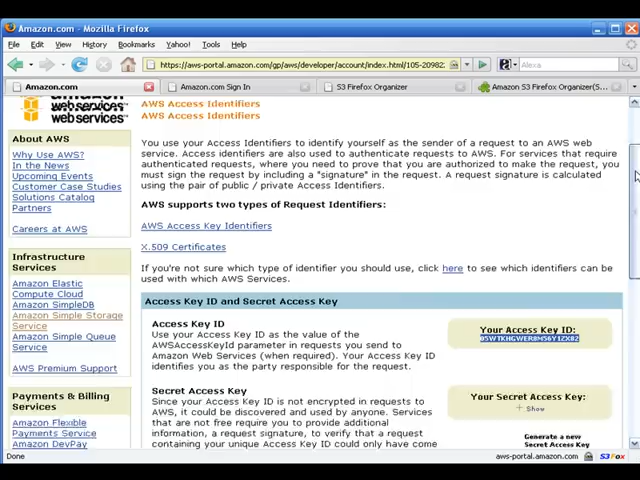 Amazon.com - Mozilla Firefox
File Edit View History Bookmarks Yahoo! Tools Help
https://aws-portal.amazon.com/gp/aws/developer/account/index.html/105-20982
Alexa
Amazon.com
Amazon.com Sign In
S3 Firefox Organizer
Amazon S3 Firefox Organizer(S...
amazon
webservices
About AWS
Why Use AWS?
In the News
Upcoming Events
Customer Case Studies
Solutions Catalog
Partners
Careers at AWS
Infrastructure
Services
Amazon Elastic
Compute Cloud
Amazon SimpleDB
Amazon Simple Storage
Service
Amazon Simple Queue
Service
AWS Premium Support
Payments & Billing
Services
Amazon Flexible
Payments Service
Amazon DevPay
AWS Access Identifiers
AWS Access Identifiers
You use your Access Identifiers to identify yourself as the sender of a request to an AWS web
service. Access identifiers are also used to authenticate requests to AWS. For services that require
authenticated requests, where you need to prove that you are authorized to make the request, you
must sign the request by including a "signature" in the request. A request signature is calculated
using the pair of public / private Access Identifiers.
AWS supports two types of Request Identifiers:
AWS Access Key Identifiers
X.509 Certificates
If you're not sure which type of identifier you should use, click here to see which identifiers can be
used with which AWS Services.
Access Key ID and Secret Access Key
Access Key ID
Use your Access Key ID as the value of the
AWSAccessKeyId parameter in requests you send to
Amazon Web Services (when required). Your Access Key ID
identifies you as the party responsible for the request.
Your Access Key ID:
Secret Access Key
Since your Access Key ID is not encrypted in requests to
AWS, it could be discovered and used by anyone. Services
that are not free require you to provide additional
information, a request signature, to verify that a request
containing your unique Access Key ID could only have come
Your Secret Access Key:
+ Show
Generate a new
Secret Access Key
Done
aws-portal.amazon.com
S3Fox